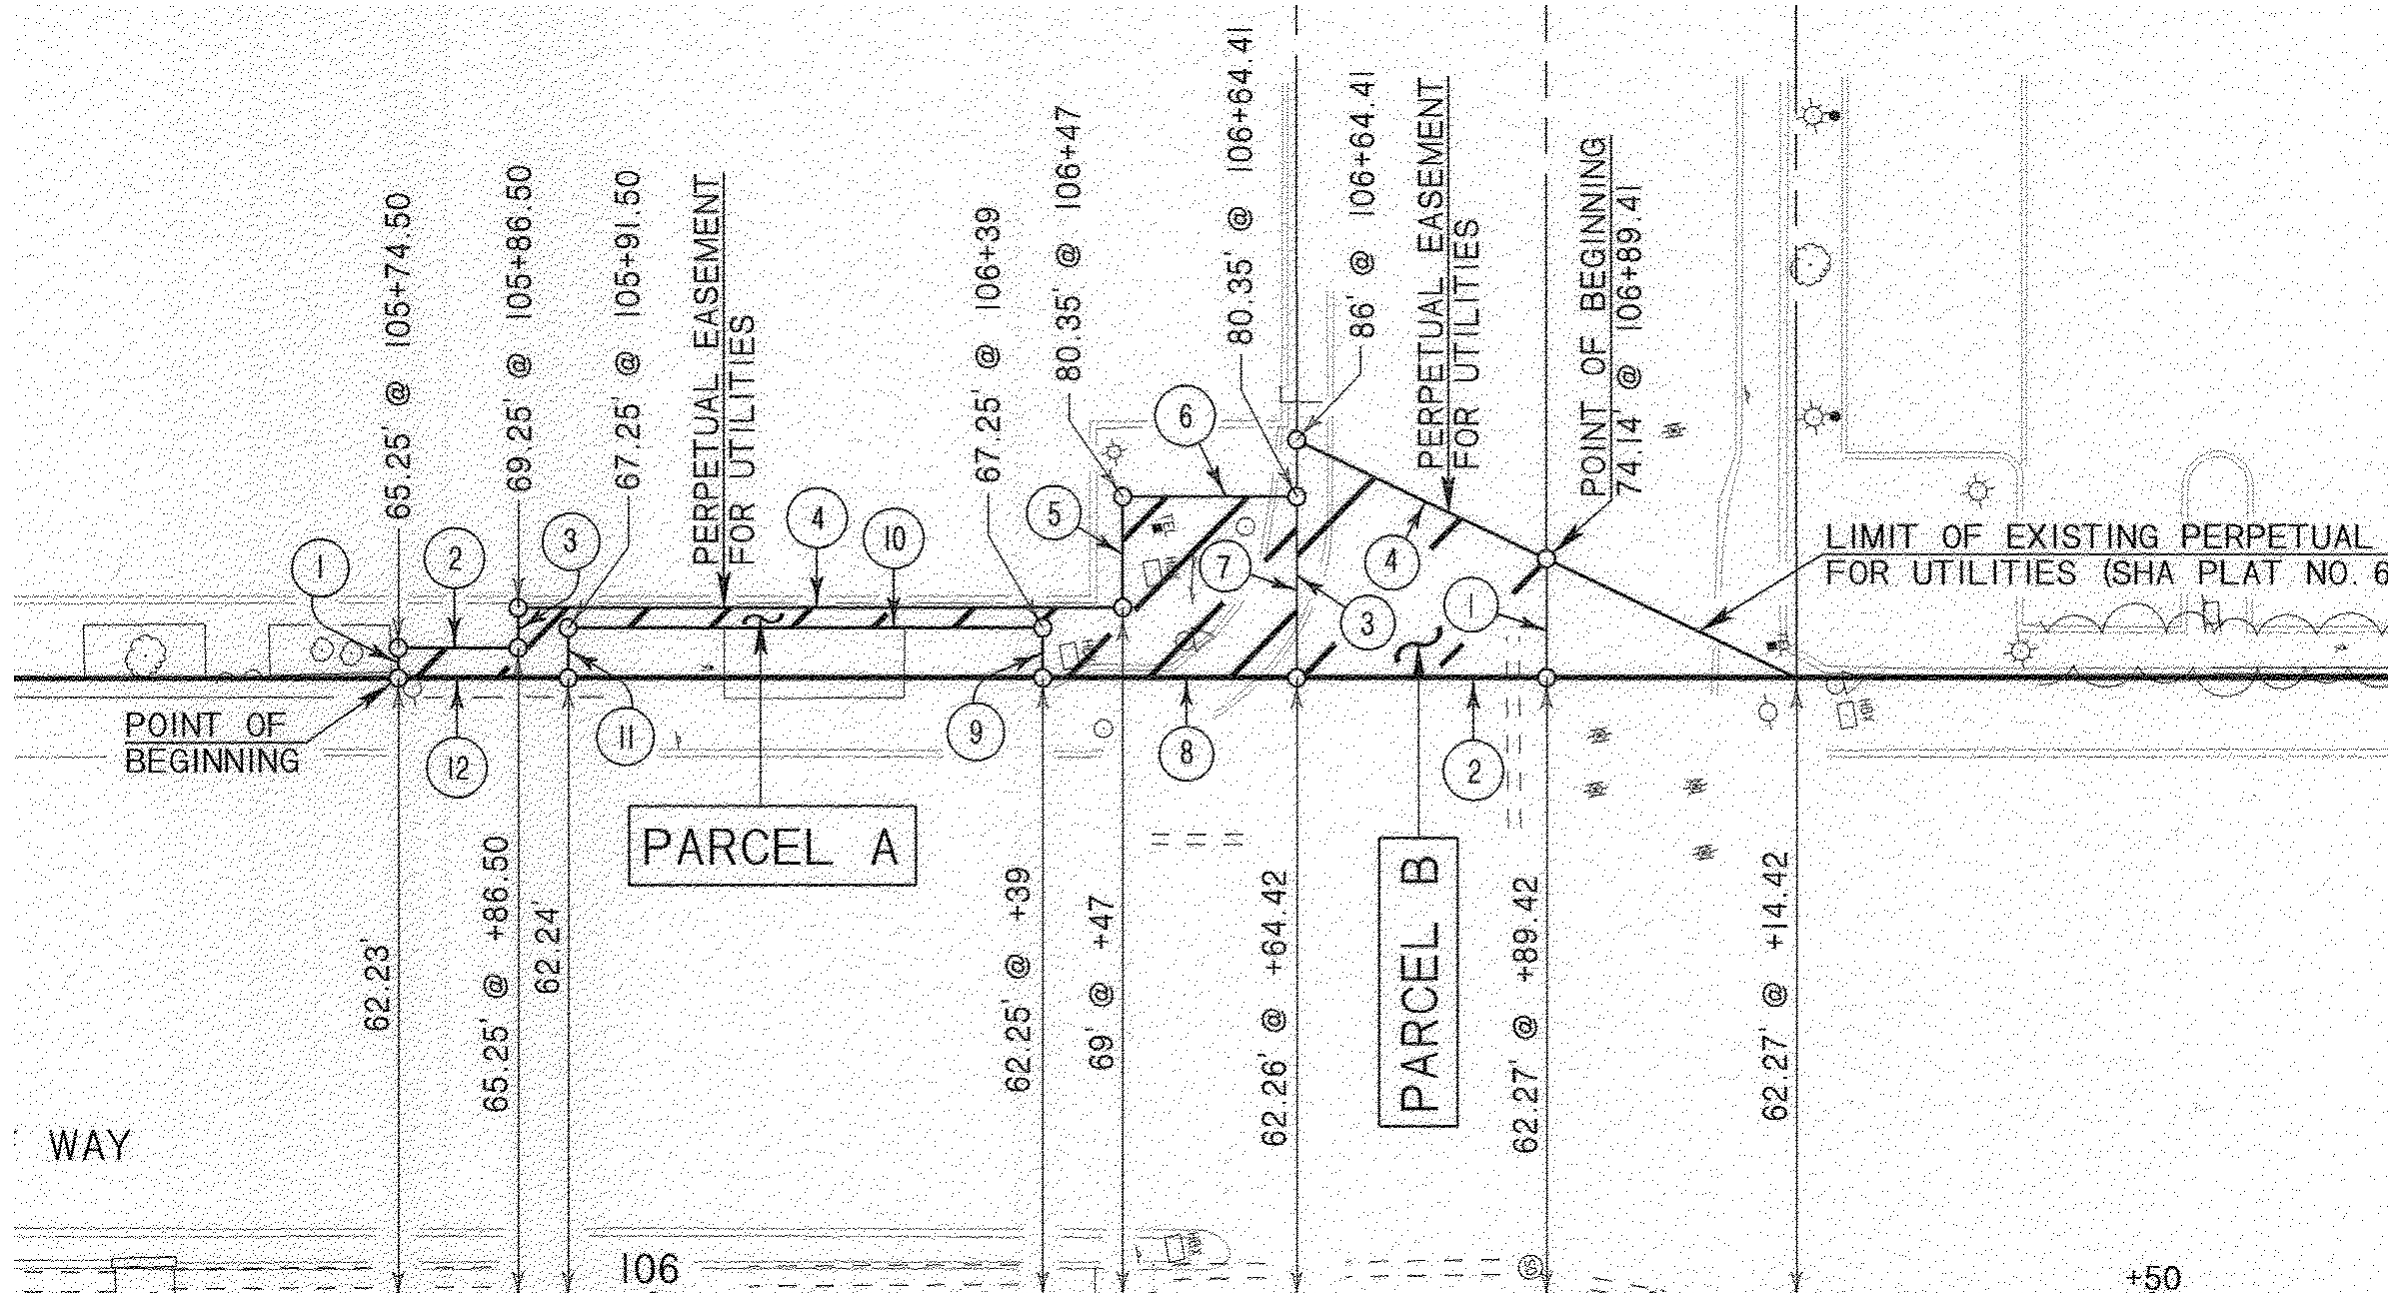 65.25' @ 105+74.50
69.25' @ 105+86.50
67.25' @ 105+91.50
PERPETUAL EASEMENT
FOR UTILITIES
67.25' @ 106+39
80.35' @ 106+47
80.35' @ 106+64.41
86' @ 106+64.41
PERPETUAL EASEMENT
FOR UTILITIES
POINT OF BEGINNING
74.14' @ 106+89.41
LIMIT OF EXISTING PERPETUAL
FOR UTILITIES (SHA PLAT NO. 6
1
2
3
4
10
5
6
7
3
4
1
POINT OF
BEGINNING
12
11
9
8
2
PARCEL A
PARCEL B
62.23'
65.25' @ +86.50
62.24'
62.25' @ +39
69' @ +47
62.26' @ +64.42
62.27' @ +89.42
62.27' @ +14.42
WAY
106
S
+50